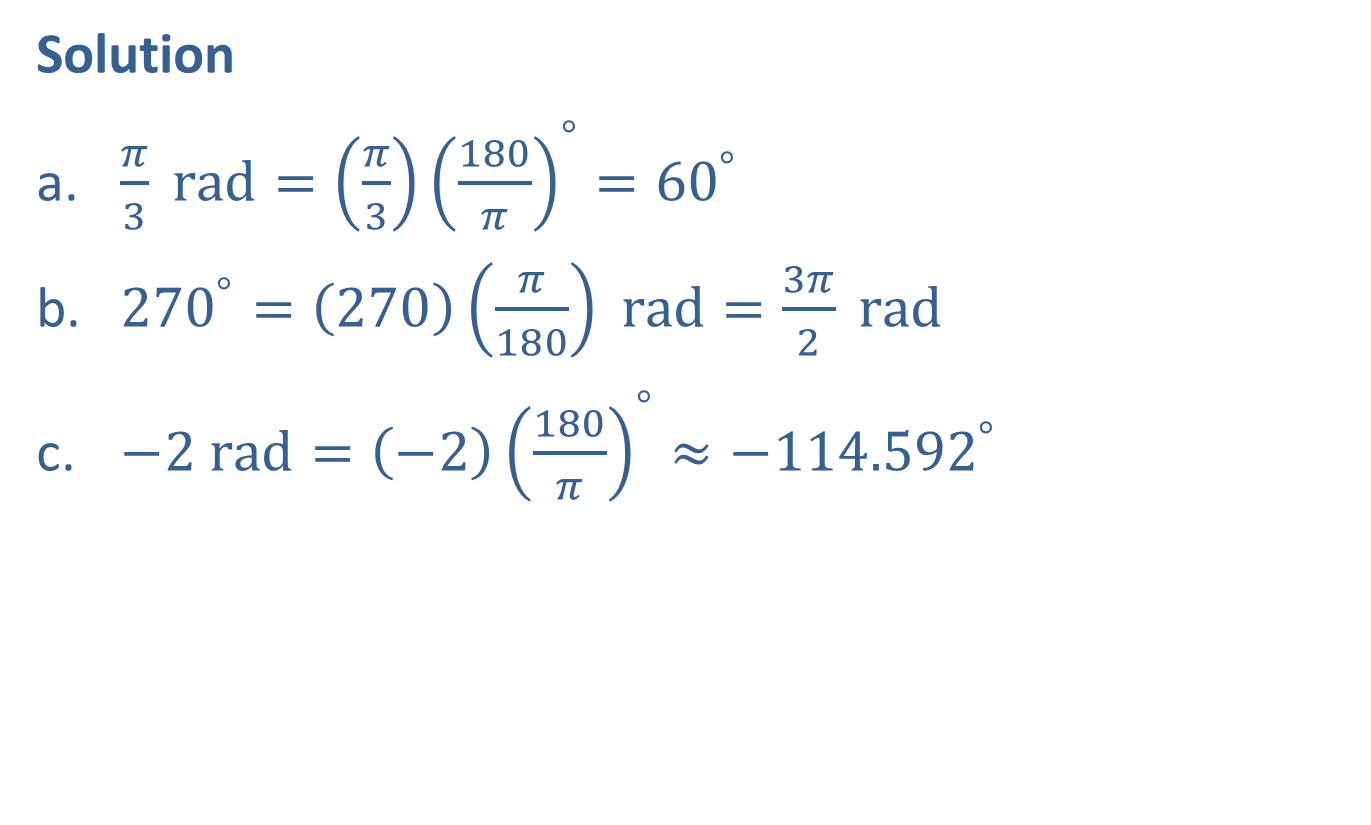 Solution
a. π/3 rad = (π/3)(180/π)° = 60°
b. 270° = (270)(π/180) rad = 3π/2 rad
c. −2 rad = (−2)(180/π)° ≈ −114.592°